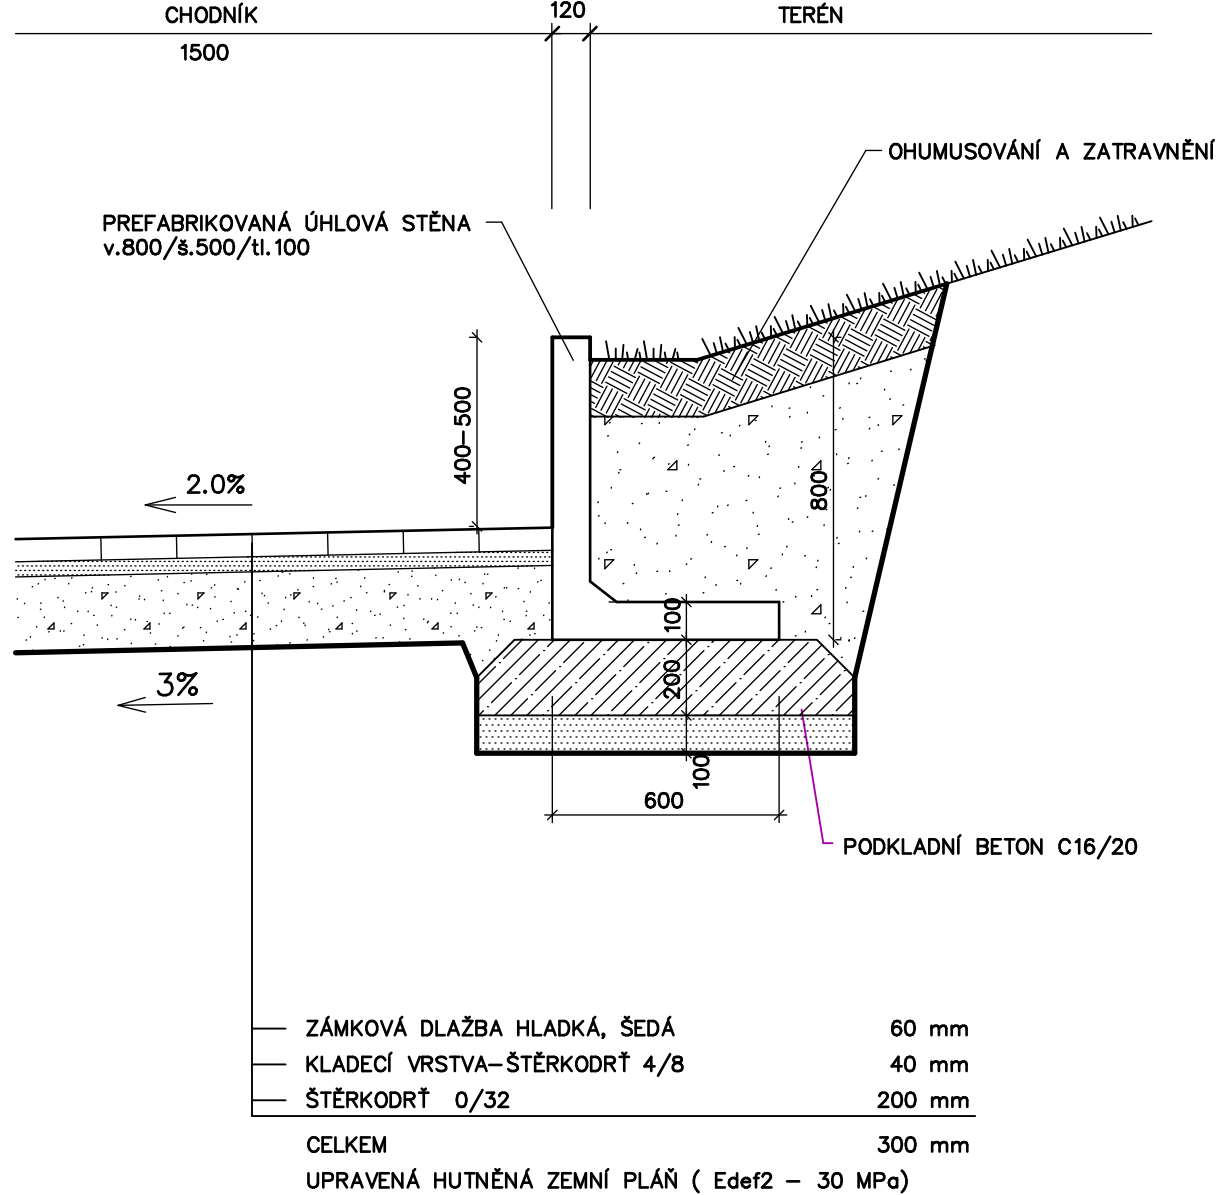 CHODNÍK
120
TERÉN
1500
OHUMUSOVÁNÍ A ZATRAVNĚNÍ
PREFABRIKOVANÁ ÚHLOVÁ STĚNA
v.800/š.500/tl.100
400-500
2.0%
800
100
3%
200
100
600
PODKLADNÍ BETON C16/20
ZÁMKOVÁ DLAŽBA HLADKÁ, ŠEDÁ 60 mm
KLADECÍ VRSTVA-ŠTĚRKODRŤ 4/8 40 mm
ŠTĚRKODRŤ 0/32 200 mm
CELKEM 300 mm
UPRAVENÁ HUTNĚNÁ ZEMNÍ PLÁŇ ( Edef2 - 30 MPa)